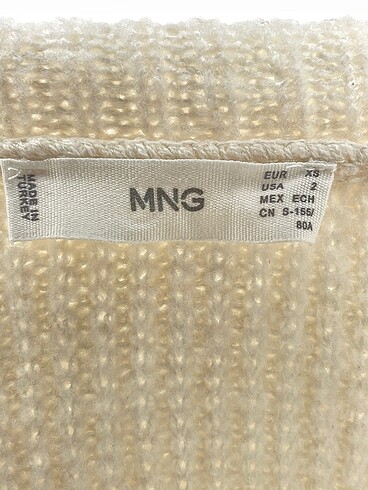 MADE IN
TURKEY
MNG
EUR XS
USA 2
MEX ECH
CN S-155/
80A